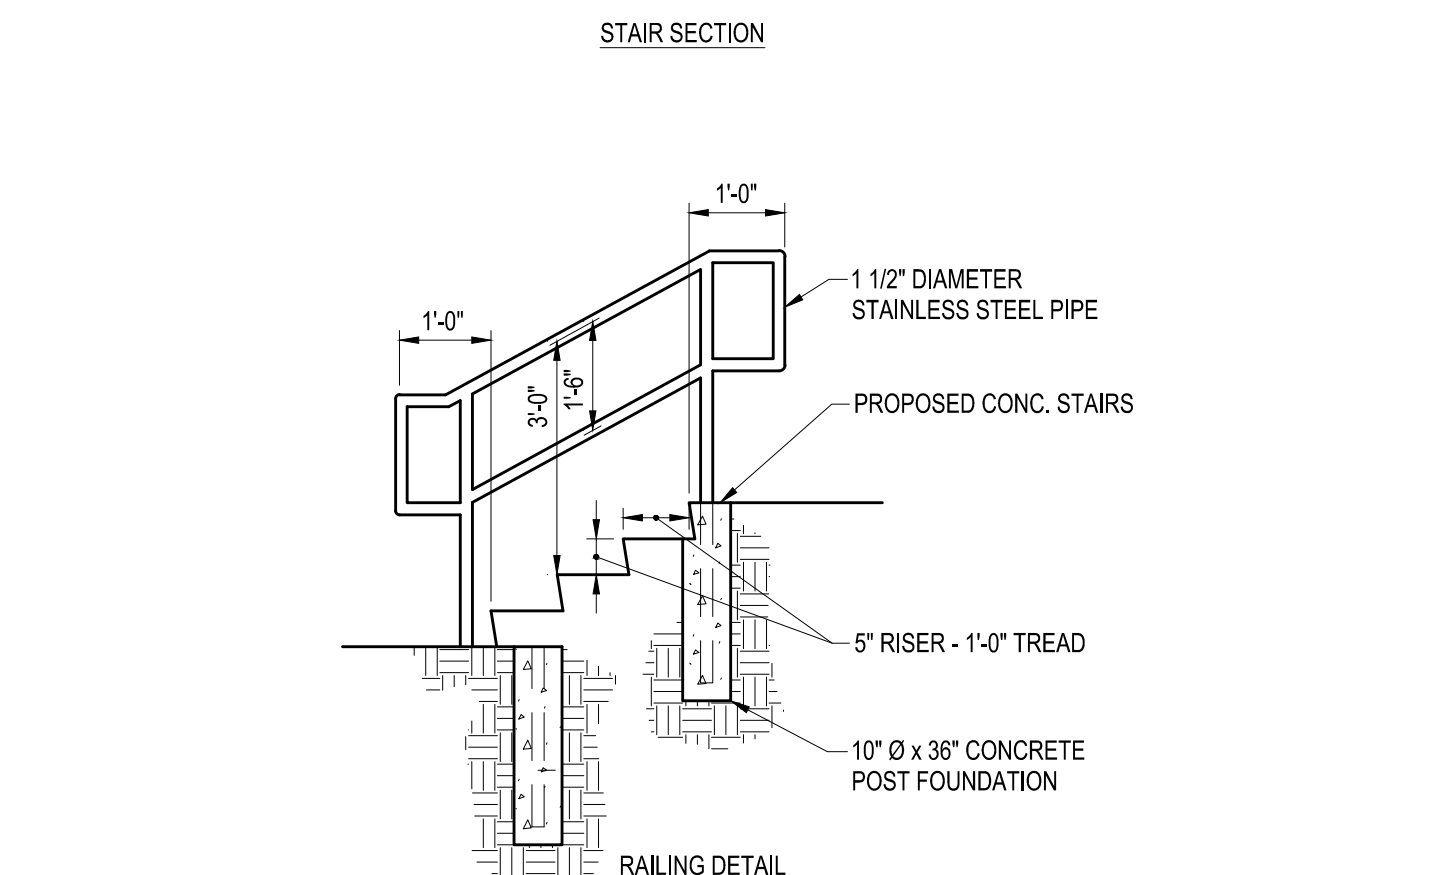 STAIR SECTION
1'-0"
1 1/2" DIAMETER
STAINLESS STEEL PIPE
1'-0"
3'-0"
1'-6"
PROPOSED CONC. STAIRS
5" RISER - 1'-0" TREAD
10" Ø x 36" CONCRETE
POST FOUNDATION
RAILING DETAIL